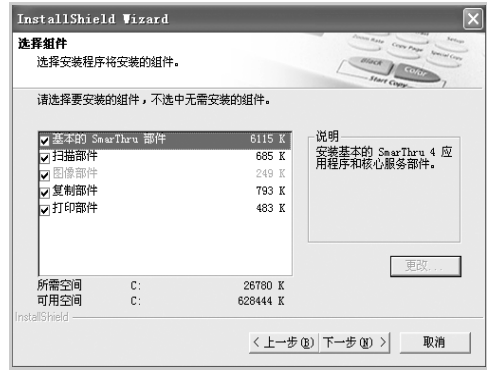 InstallShield Wizard
选择组件
选择安装程序将安装的组件。
Black
Color
Start Copy
请选择要安装的组件，不选中无需安装的组件。
基本的 SmarThru 部件 6115 K
扫描部件 685 K
图像部件 249 K
复制部件 793 K
打印部件 483 K
说明
安装基本的 SmarThru 4 应
用程序和核心服务部件。
更改...
所需空间 C: 26780 K
可用空间 C: 628444 K
InstallShield
< 上一步(B) 下一步(N) > 取消